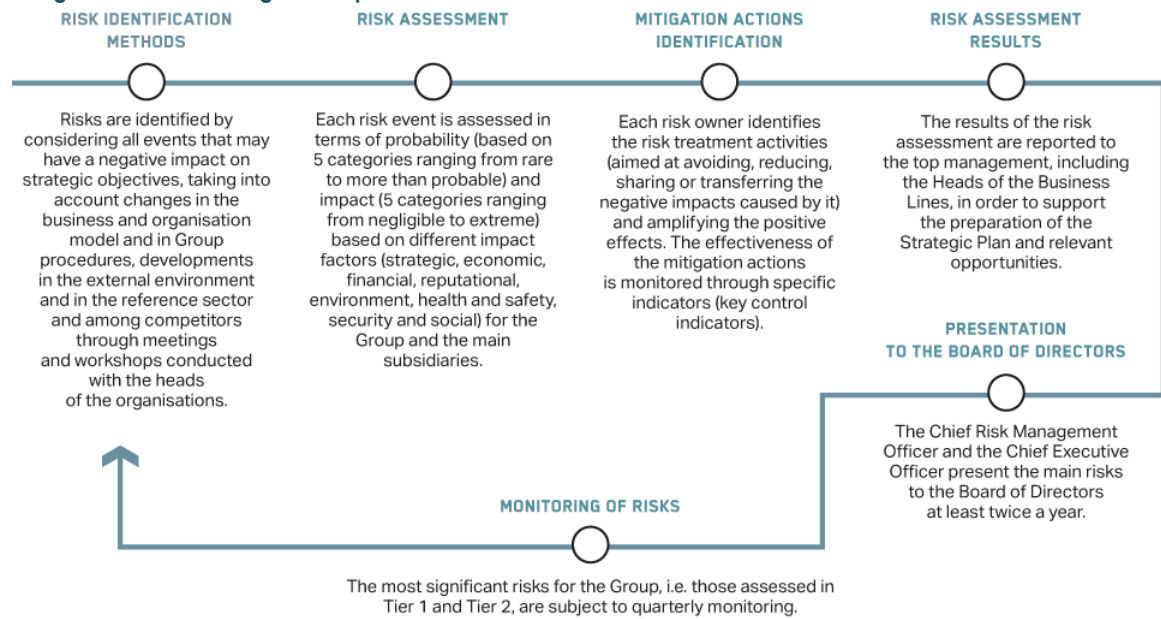 RISK IDENTIFICATION
METHODS
Risks are identified by
considering all events that may
have a negative impact on
strategic objectives, taking into
account changes in the
business and organisation
model and in Group
procedures, developments
in the external environment
and in the reference sector
and among competitors
through meetings
and workshops conducted
with the heads
of the organisations.
RISK ASSESSMENT
Each risk event is assessed in
terms of probability (based on
5 categories ranging from rare
to more than probable) and
impact (5 categories ranging
from negligible to extreme)
based on different impact
factors (strategic, economic,
financial, reputational,
environment, health and safety,
security and social) for the
Group and the main
subsidiaries.
MITIGATION ACTIONS
IDENTIFICATION
Each risk owner identifies
the risk treatment activities
(aimed at avoiding, reducing,
sharing or transferring the
negative impacts caused by it)
and amplifying the positive
effects. The effectiveness of
the mitigation actions
is monitored through specific
indicators (key control
indicators).
RISK ASSESSMENT
RESULTS
The results of the risk
assessment are reported to
the top management, including
the Heads of the Business
Lines, in order to support
the preparation of the
Strategic Plan and relevant
opportunities.
PRESENTATION
TO THE BOARD OF DIRECTORS
The Chief Risk Management
Officer and the Chief Executive
Officer present the main risks
to the Board of Directors
at least twice a year.
MONITORING OF RISKS
The most significant risks for the Group, i.e. those assessed in
Tier 1 and Tier 2, are subject to quarterly monitoring.